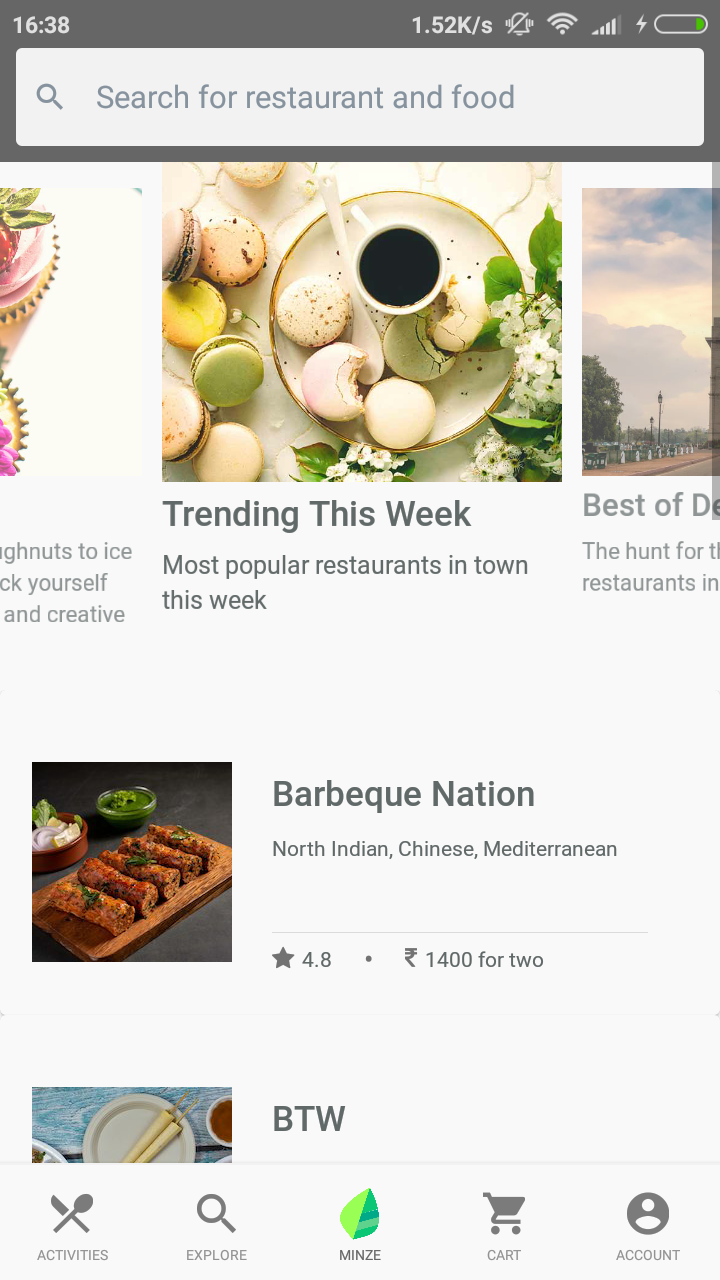 16:38
1.52K/s
Search for restaurant and food
Trending This Week
Most popular restaurants in town
this week
ughnuts to ice
ck yourself
and creative
Best of De
The hunt for t
restaurants in
Barbeque Nation
North Indian, Chinese, Mediterranean
4.8 • ₹ 1400 for two
BTW
ACTIVITIES
EXPLORE
MINZE
CART
ACCOUNT